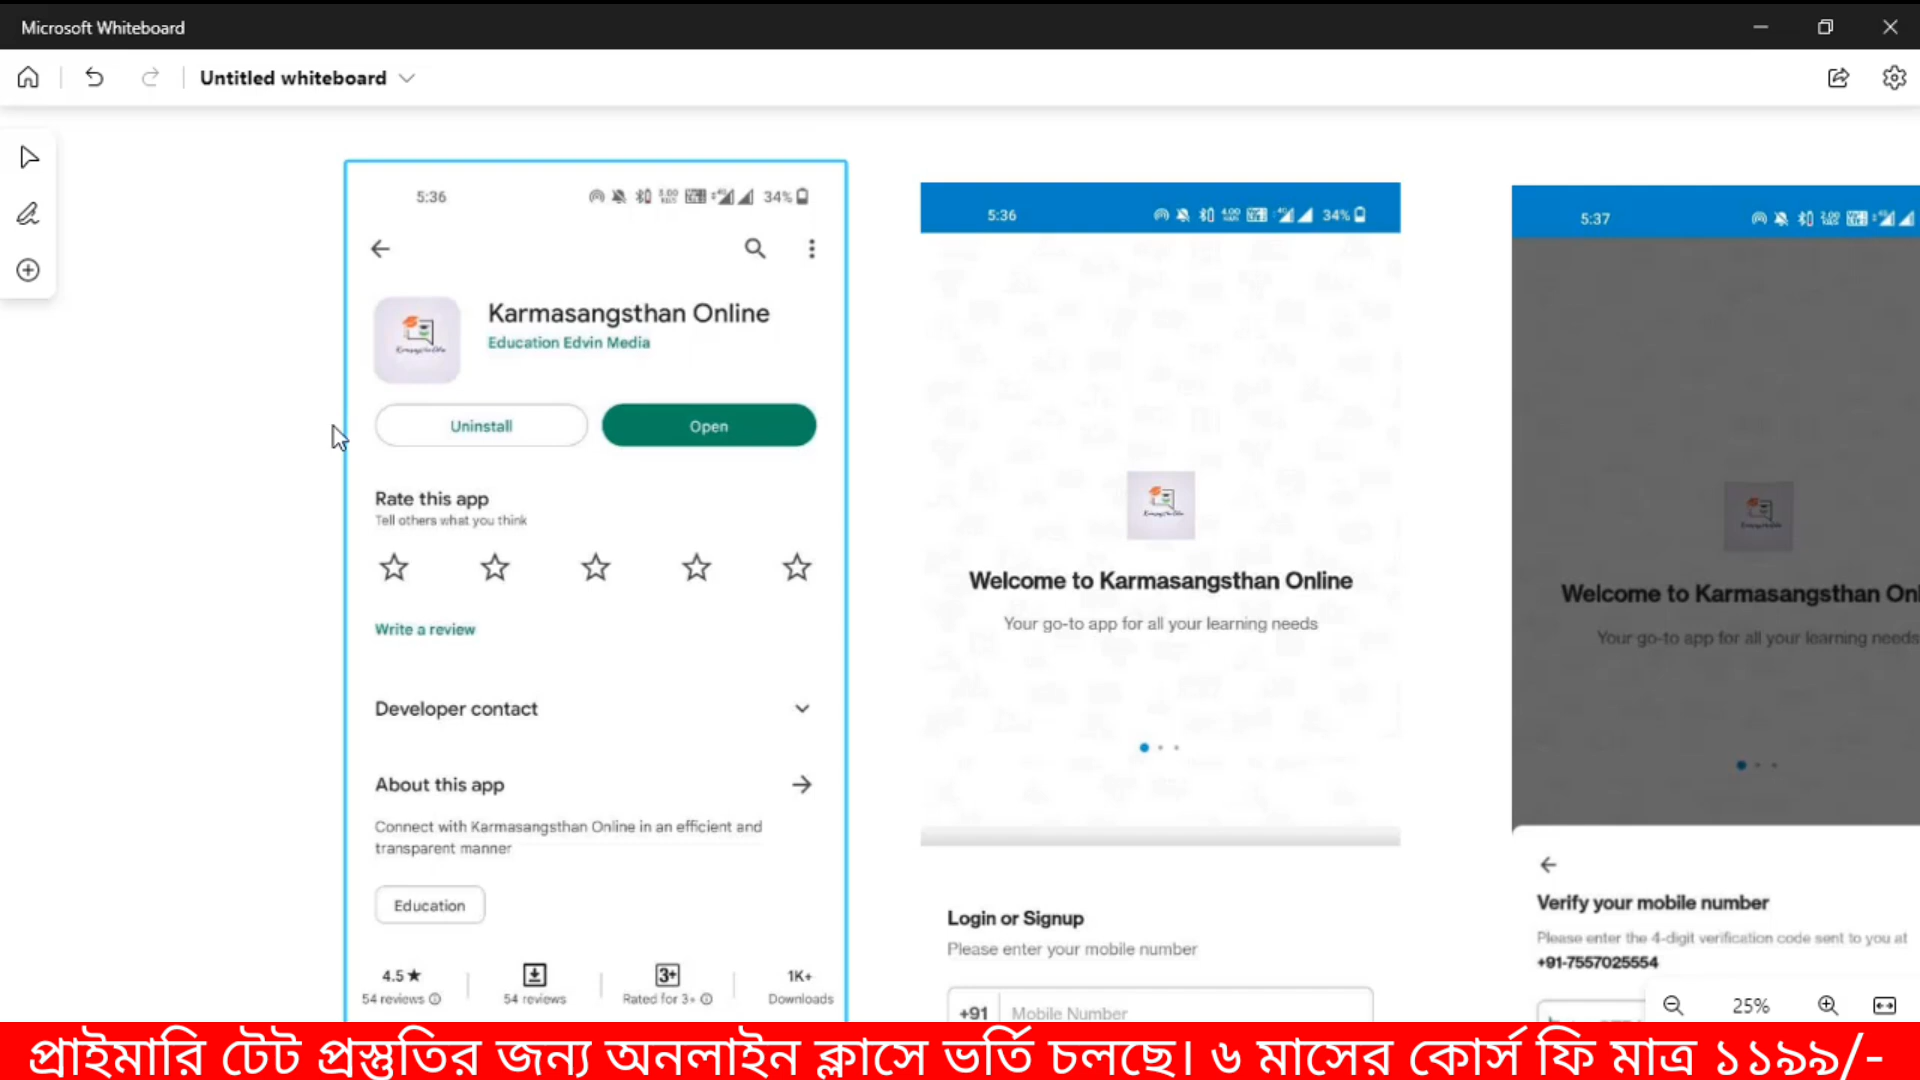 Microsoft Whiteboard
Untitled whiteboard
5:36
34%
Karmasangsthan Online
Education Edvin Media
Uninstall
Open
Rate this app
Tell others what you think
Write a review
Developer contact
About this app
Connect with Karmasangsthan Online in an efficient and
transparent manner
Education
4.5★
54 reviews
54 reviews
3+
Rated for 3+
1K+
Downloads
5:36
34%
Welcome to Karmasangsthan Online
Your go-to app for all your learning needs
Login or Signup
Please enter your mobile number
+91 Mobile Number
5:37
Welcome to Karmasangsthan Onl
Your go-to app for all your learning needs
Verify your mobile number
Please enter the 4-digit verification code sent to you at
+91-7557025554
25%
প্রাইমারি টেট প্রস্তুতির জন্য অনলাইন ক্লাসে ভর্তি চলছে। ৬ মাসের কোর্স ফি মাত্র ১১৯৯/-